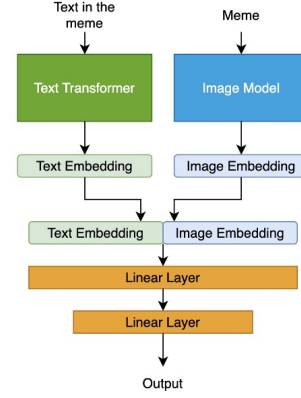 Text in the
meme
Meme
Text Transformer
Image Model
Text Embedding
Image Embedding
Text Embedding
Image Embedding
Linear Layer
Linear Layer
Output